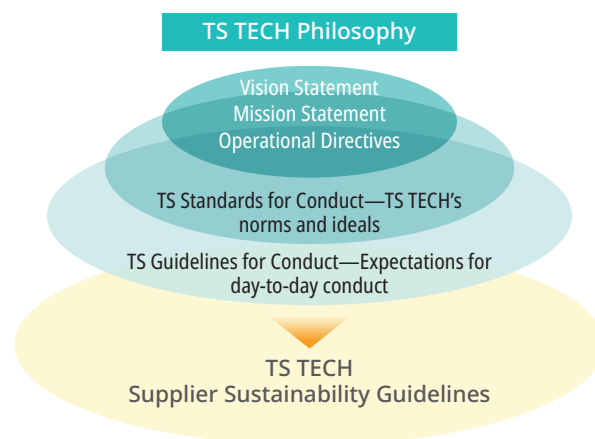 TS TECH Philosophy
Vision Statement
Mission Statement
Operational Directives
TS Standards for Conduct—TS TECH's
norms and ideals
TS Guidelines for Conduct—Expectations for
day-to-day conduct
TS TECH
Supplier Sustainability Guidelines